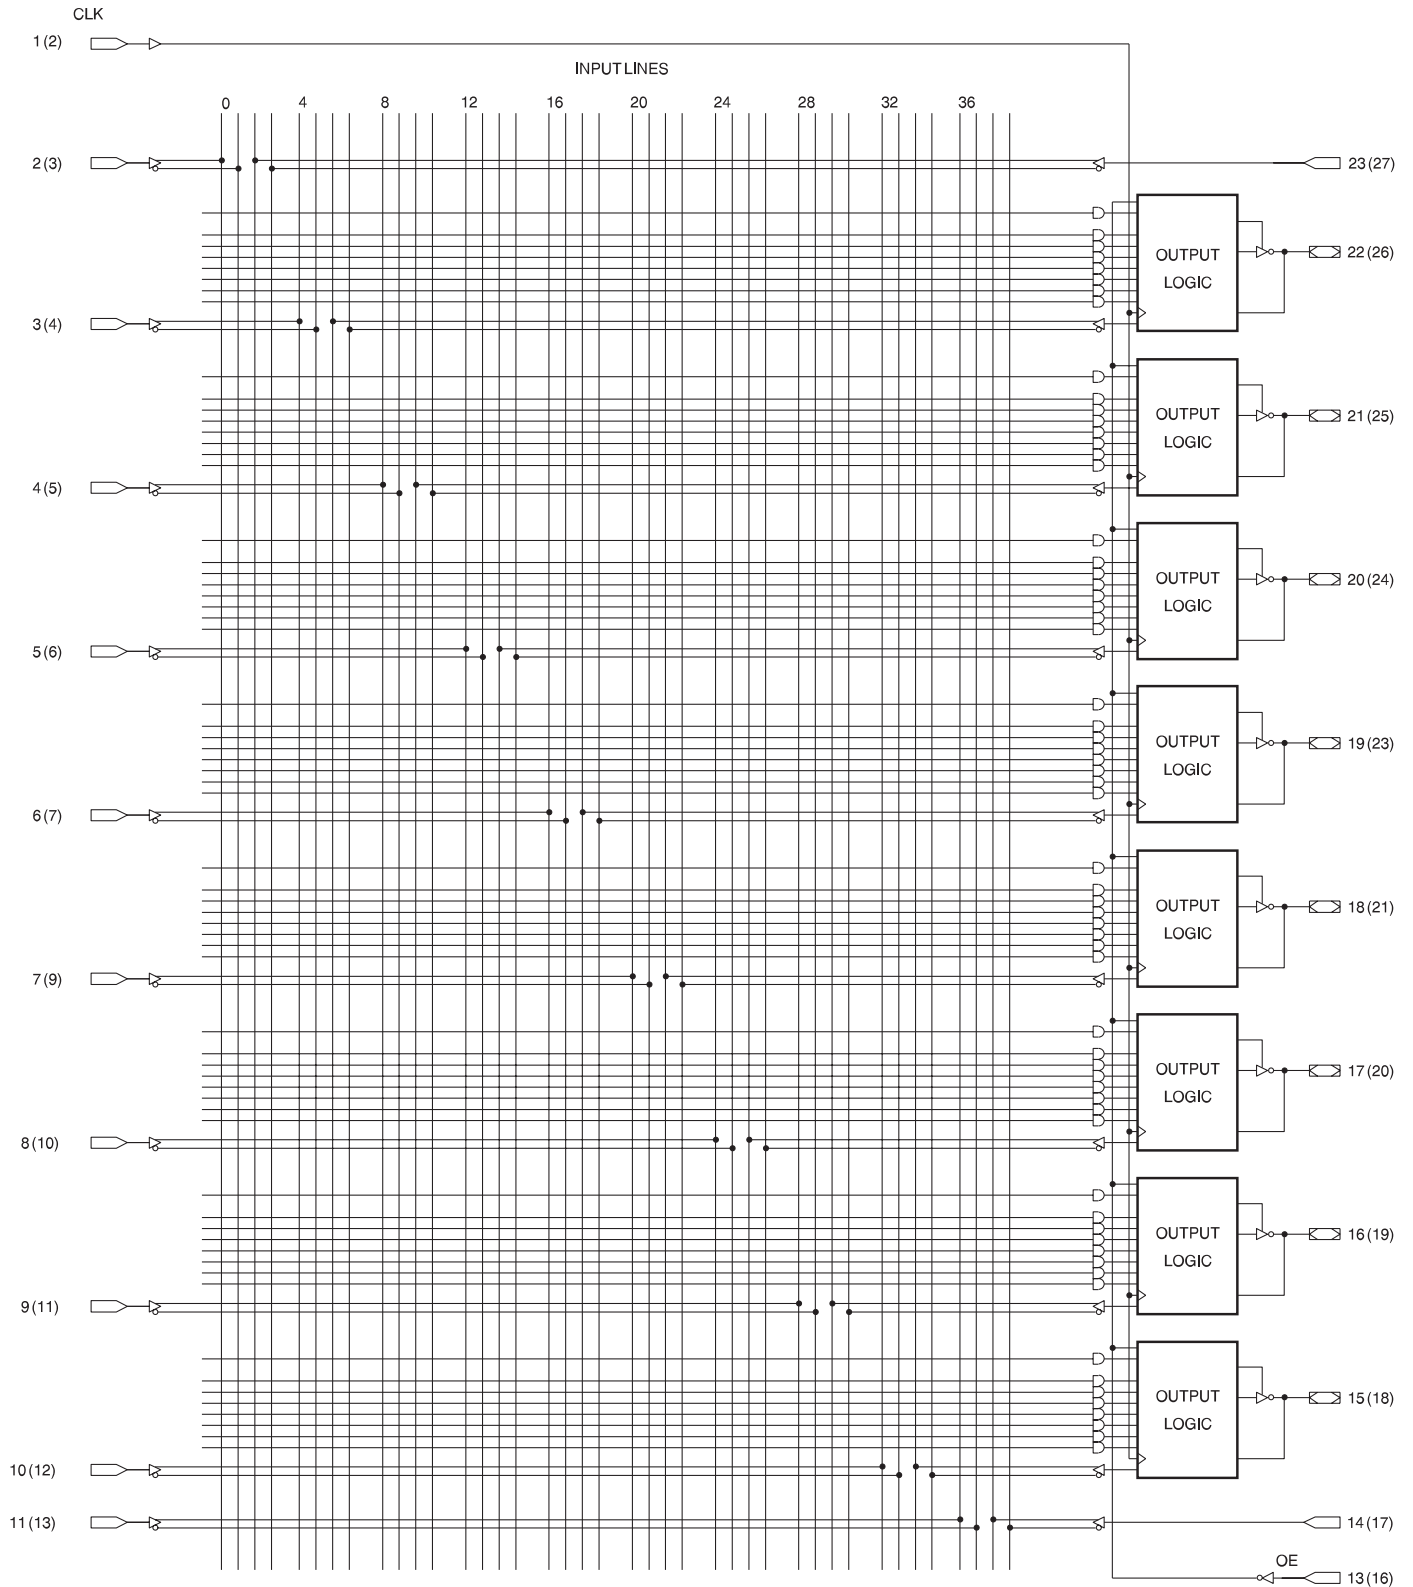 CLK
1(2)
INPUT LINES
0 4 8 12 16 20 24 28 32 36
2(3) 23(27)
OUTPUT
LOGIC
22(26)
3(4)
OUTPUT
LOGIC
21(25)
4(5)
OUTPUT
LOGIC
20(24)
5(6)
OUTPUT
LOGIC
19(23)
6(7)
OUTPUT
LOGIC
18(21)
7(9)
OUTPUT
LOGIC
17(20)
8(10)
OUTPUT
LOGIC
16(19)
9(11)
OUTPUT
LOGIC
15(18)
10(12)
11(13) 14(17)
OE
13(16)